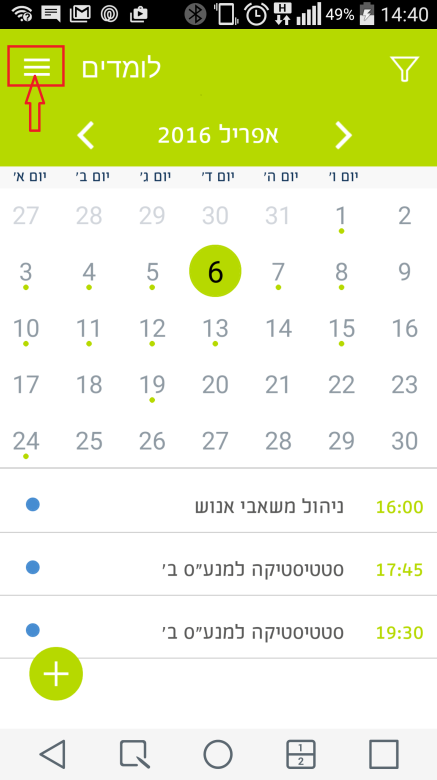 49% 14:40
לומדים
אפריל 2016
יום א׳ יום ב׳ יום ג׳ יום ד׳ יום ה׳ יום ו׳
27 28 29 30 31 1 2
3 4 5 6 7 8 9
10 11 12 13 14 15 16
17 18 19 20 21 22 23
24 25 26 27 28 29 30
16:00 ניהול משאבי אנוש
17:45 סטטיסטיקה למנע״ס ב׳
19:30 סטטיסטיקה למנע״ס ב׳
1
2